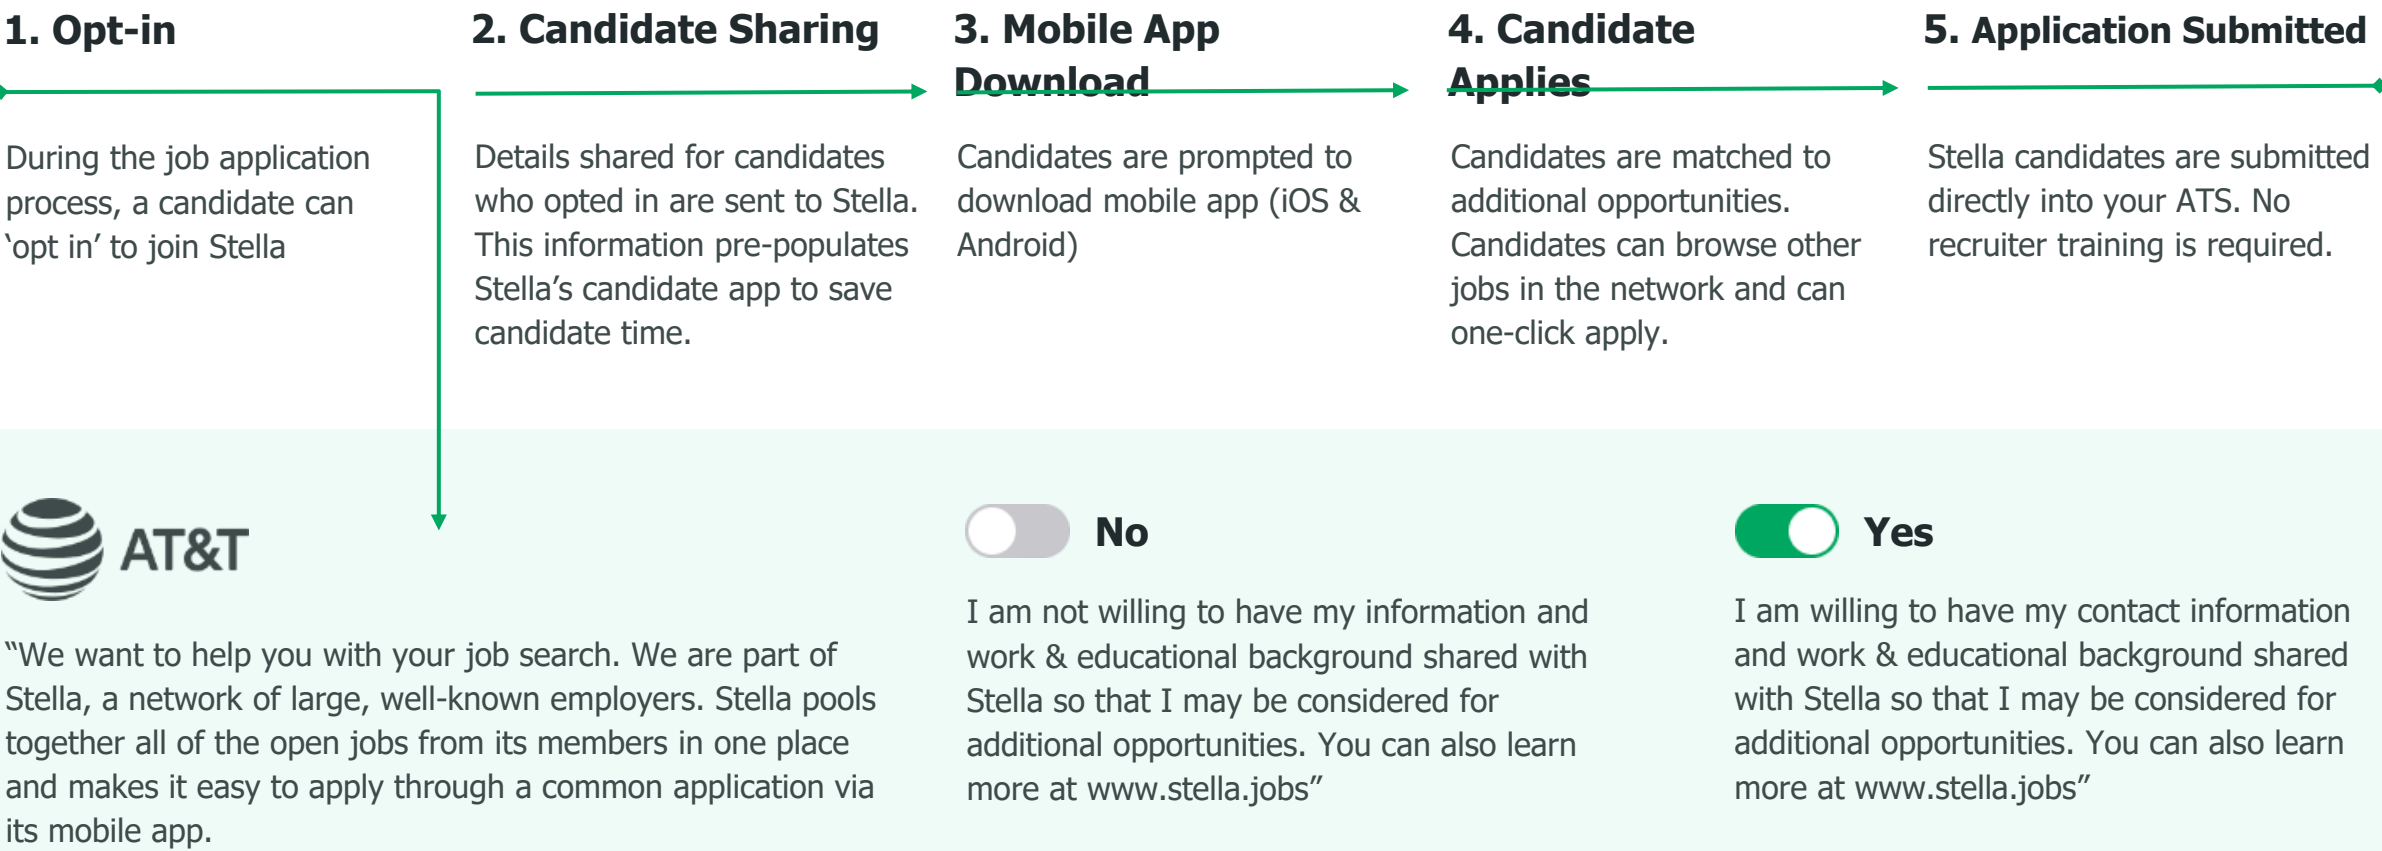 1. Opt-in
During the job application
process, a candidate can
‘opt in’ to join Stella
2. Candidate Sharing
Details shared for candidates
who opted in are sent to Stella.
This information pre-populates
Stella’s candidate app to save
candidate time.
3. Mobile App
Download
Candidates are prompted to
download mobile app (iOS &
Android)
4. Candidate
Applies
Candidates are matched to
additional opportunities.
Candidates can browse other
jobs in the network and can
one-click apply.
5. Application Submitted
Stella candidates are submitted
directly into your ATS. No
recruiter training is required.
AT&T
“We want to help you with your job search. We are part of
Stella, a network of large, well-known employers. Stella pools
together all of the open jobs from its members in one place
and makes it easy to apply through a common application via
its mobile app.
No
I am not willing to have my information and
work & educational background shared with
Stella so that I may be considered for
additional opportunities. You can also learn
more at www.stella.jobs”
Yes
I am willing to have my contact information
and work & educational background shared
with Stella so that I may be considered for
additional opportunities. You can also learn
more at www.stella.jobs”